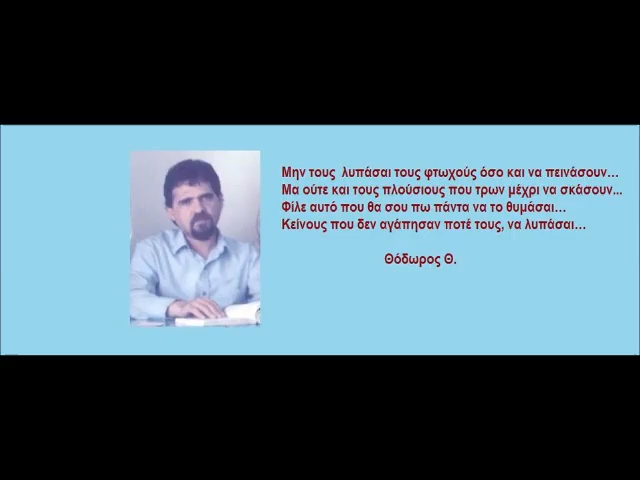 Μην τους λυπάσαι τους φτωχούς όσο και να πεινάσουν…
Μα ούτε και τους πλούσιους που τρων μέχρι να σκάσουν...
Φίλε αυτό που θα σου πω πάντα να το θυμάσαι…
Κείνους που δεν αγάπησαν ποτέ τους, να λυπάσαι…
Θόδωρος Θ.